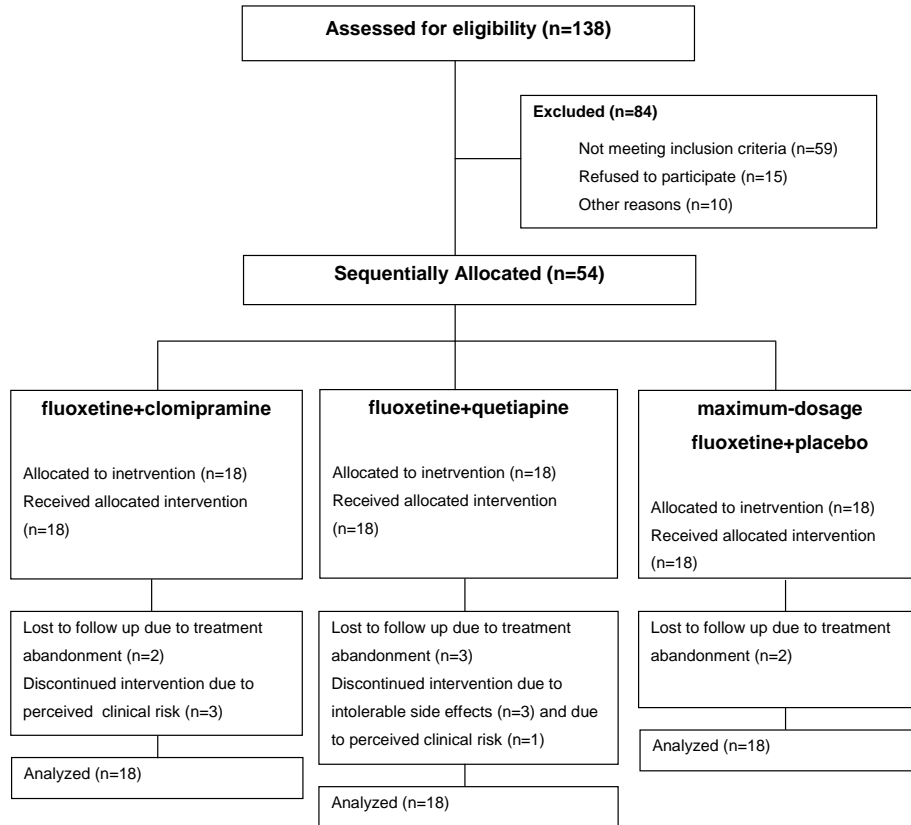 Assessed for eligibility (n=138)
Excluded (n=84)
Not meeting inclusion criteria (n=59)
Refused to participate (n=15)
Other reasons (n=10)
Sequentially Allocated (n=54)
fluoxetine+clomipramine
Allocated to inetrvention (n=18)
Received allocated intervention
(n=18)
fluoxetine+quetiapine
Allocated to inetrvention (n=18)
Received allocated intervention
(n=18)
maximum-dosage
fluoxetine+placebo
Allocated to inetrvention (n=18)
Received allocated intervention
(n=18)
Lost to follow up due to treatment
abandonment (n=2)
Discontinued intervention due to
perceived clinical risk (n=3)
Lost to follow up due to treatment
abandonment (n=3)
Discontinued intervention due to
intolerable side effects (n=3) and due
to perceived clinical risk (n=1)
Lost to follow up due to treatment
abandonment (n=2)
Analyzed (n=18)
Analyzed (n=18)
Analyzed (n=18)